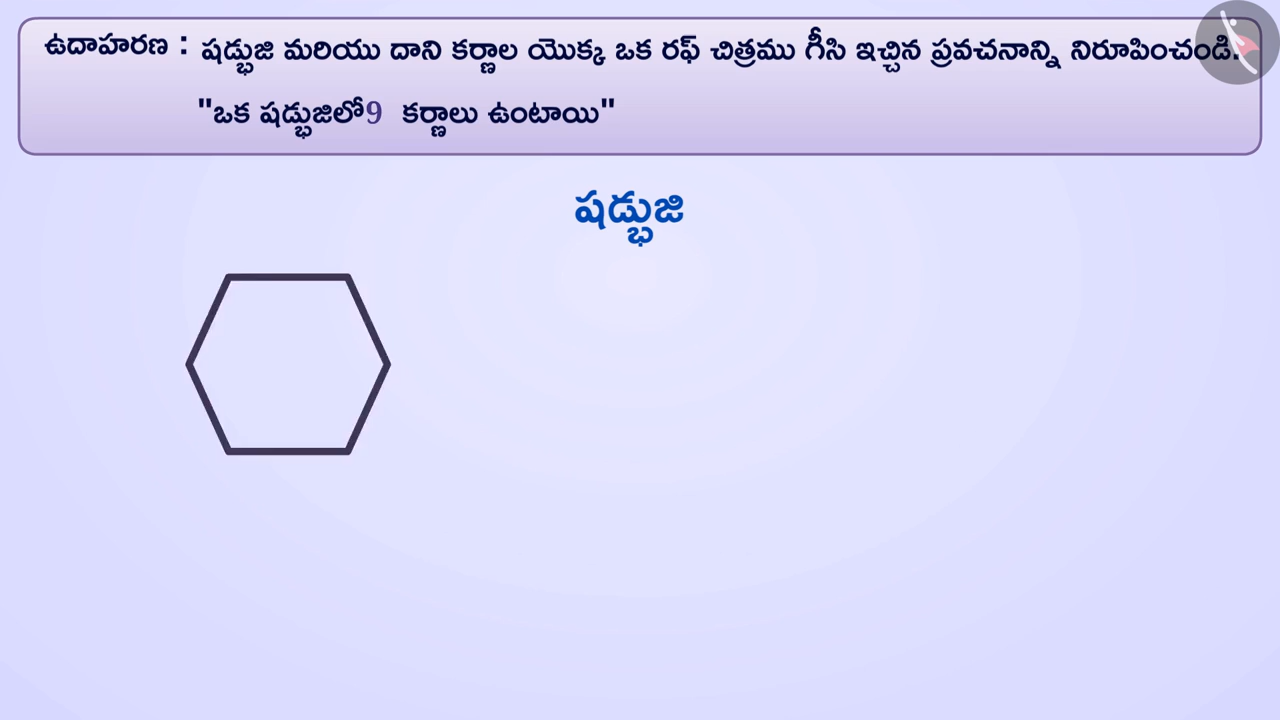 ఉదాహరణ : షడ్భుజి మరియు దాని కర్ణాల యొక్క ఒక రఫ్ చిత్రము గీసి ఇచ్చిన ప్రవచనాన్ని నిరూపించండి.
"ఒక షడ్భుజిలో9 కర్ణాలు ఉంటాయి"
షడ్భుజి